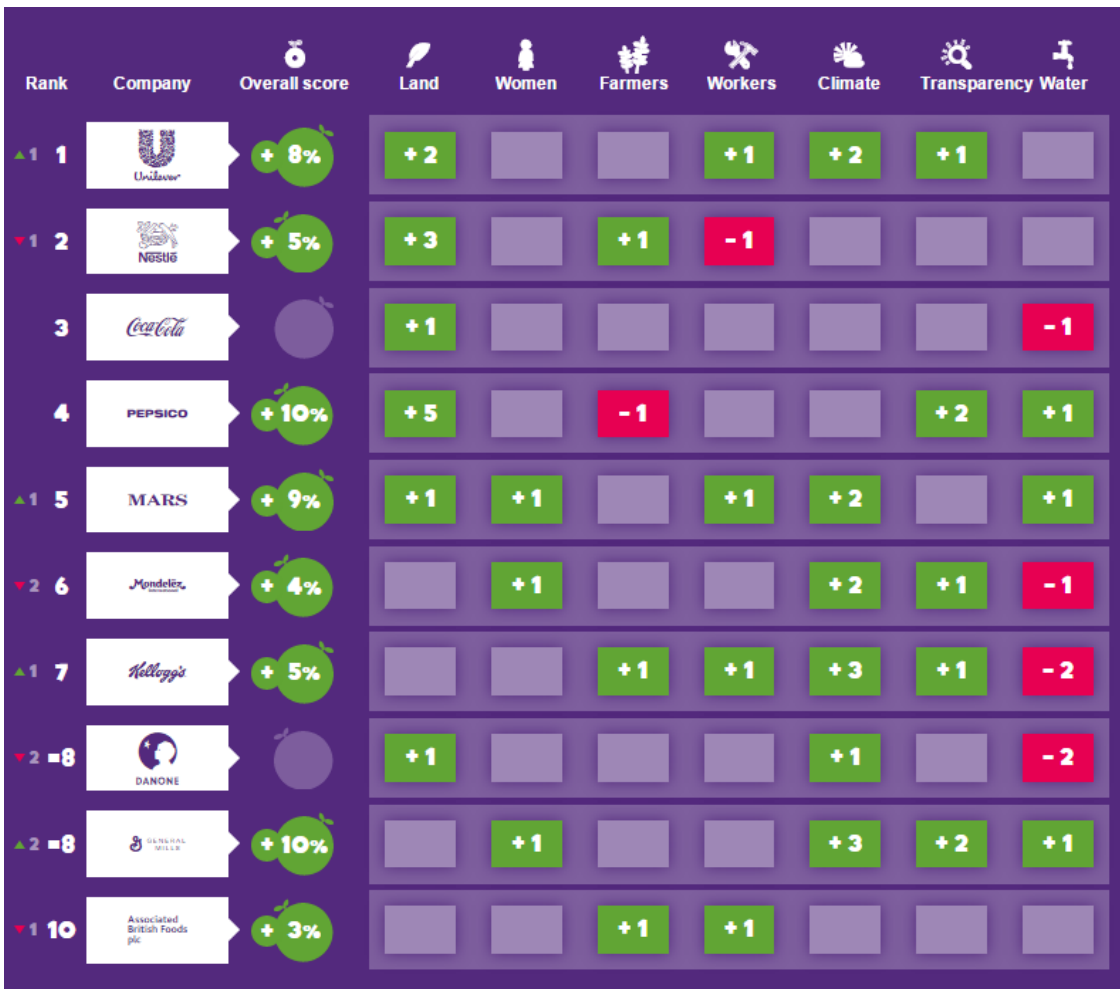 Rank Company Overall score Land Women Farmers Workers Climate Transparency Water
1 1 Unilever + 8% + 2 + 1 + 2 + 1
1 2 Nestlé + 5% + 3 + 1 - 1
3 Coca-Cola + 1 - 1
4 PEPSICO + 10% + 5 - 1 + 2 + 1
1 5 MARS + 9% + 1 + 1 + 1 + 2 + 1
2 6 Mondelēz International + 4% + 1 + 2 + 1 - 1
1 7 Kellogg's + 5% + 1 + 1 + 3 + 1 - 2
2 =8 DANONE + 1 + 1 - 2
2 =8 G GENERAL MILLS + 10% + 1 + 3 + 2 + 1
1 10 Associated British Foods plc + 3% + 1 + 1